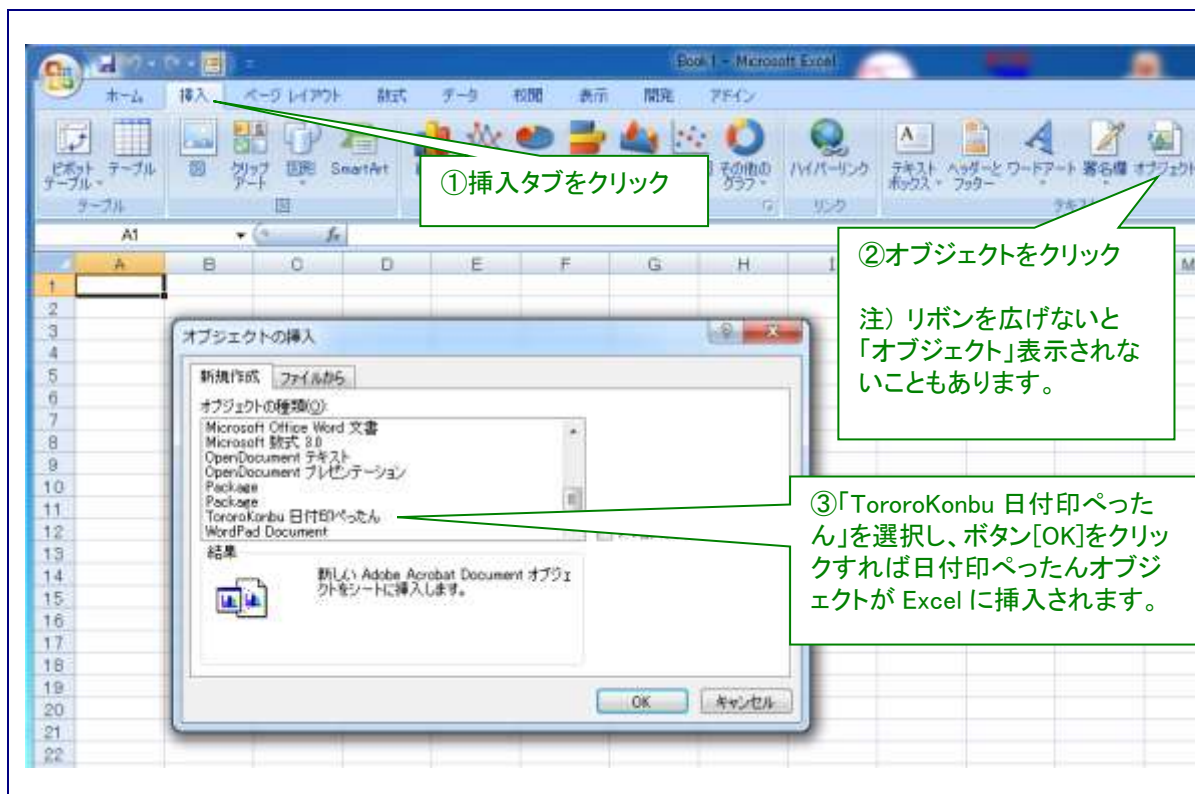 Book1 - Microsoft Excel
ホーム 挿入 ページ レイアウト 数式 データ 校閲 表示 開発 アドイン
ピボット テーブル 図 クリップ 図形 SmartArt その他の ハイパーリンク テキスト ヘッダーと ワードアート 署名欄 オブジェクト
テーブル アート グラフ ボックス フッター
テーブル 図 リンク
①挿入タブをクリック
A1 fx
A B C D E F G H I M
②オブジェクトをクリック
注) リボンを広げないと
「オブジェクト」表示されな
いこともあります。
1
2
3
4
5
6
7
8
9
10
11
12
13
14
15
16
17
18
19
20
21
22
オブジェクトの挿入
新規作成 ファイルから
オブジェクトの種類(O):
Microsoft Office Word 文書
Microsoft 数式 3.0
OpenDocument テキスト
OpenDocument プレゼンテーション
Package
Package
TororoKonbu 日付印ぺったん
WordPad Document
結果
新しい Adobe Acrobat Document オブジェ
クトをシートに挿入します。
OK キャンセル
③「TororoKonbu 日付印ぺった
ん」を選択し、ボタン[OK]をクリッ
クすれば日付印ぺったんオブジ
ェクトが Excel に挿入されます。